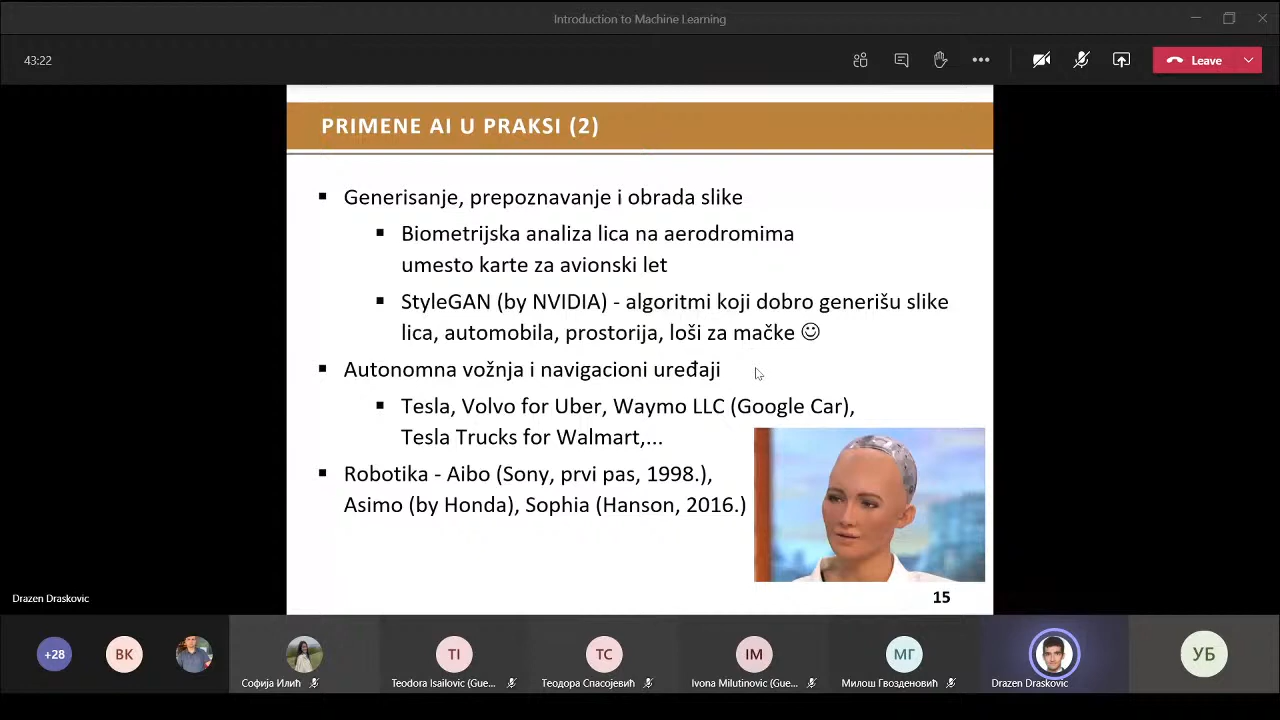 Introduction to Machine Learning
43:22
Leave
PRIMENE AI U PRAKSI (2)
▪ Generisanje, prepoznavanje i obrada slike
▪ Biometrijska analiza lica na aerodromima
umesto karte za avionski let
▪ StyleGAN (by NVIDIA) - algoritmi koji dobro generišu slike
lica, automobila, prostorija, loši za mačke ☺
▪ Autonomna vožnja i navigacioni uređaji
▪ Tesla, Volvo for Uber, Waymo LLC (Google Car),
Tesla Trucks for Walmart,...
▪ Robotika - Aibo (Sony, prvi pas, 1998.),
Asimo (by Honda), Sophia (Hanson, 2016.)
15
Drazen Draskovic
+28
ВК
Софија Илић
TI
Teodora Isailovic (Gue...
ТС
Теодора Спасојевић
IM
Ivona Milutinovic (Gue...
МГ
Милош Гвозденовић
Drazen Draskovic
УБ